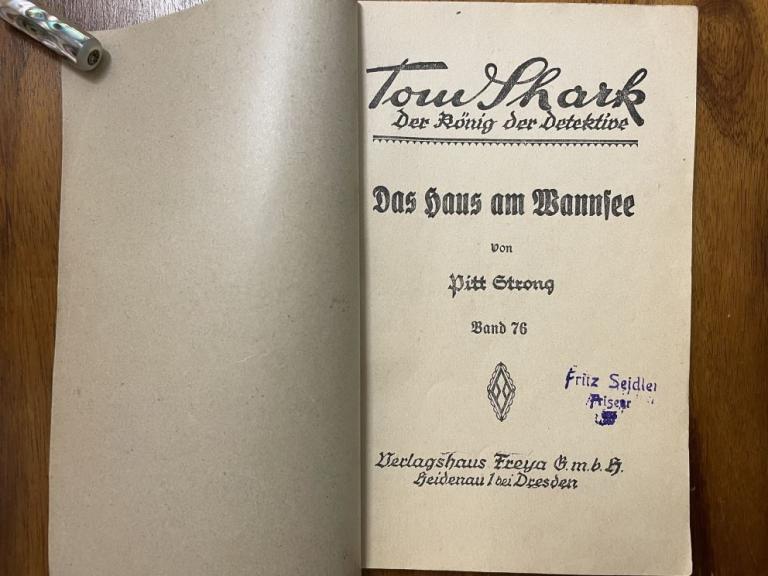 Tom Shark
Der König der Detektive
Das Haus am Wannsee
von
Pitt Strong
Band 76
Verlagshaus Freya G.m.b.H.
Heidenau 1 bei Dresden
Fritz Seidler
Friseur